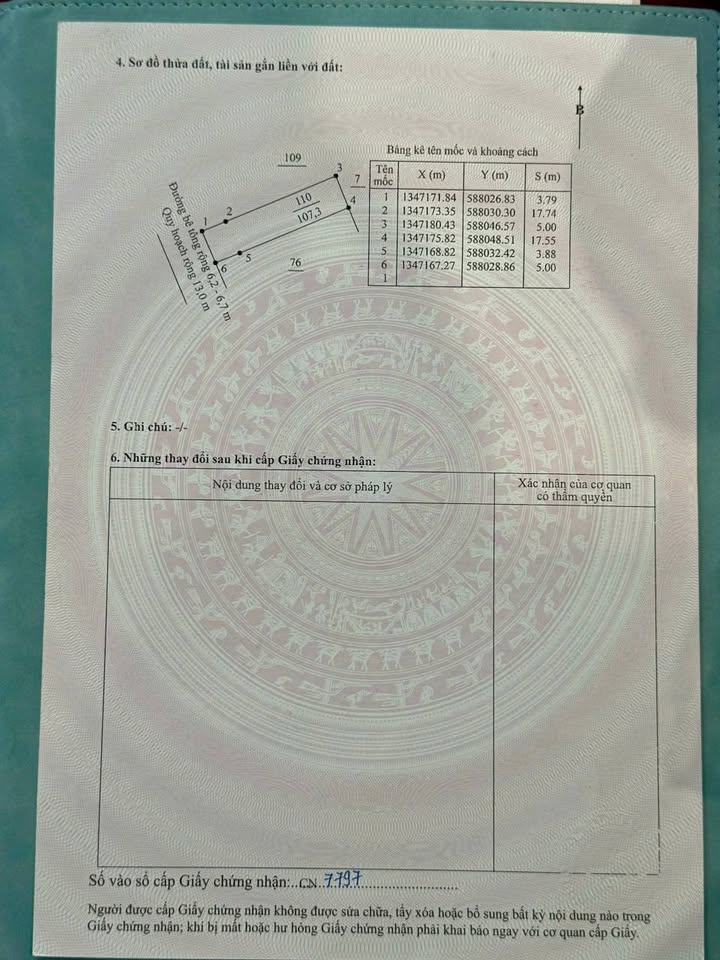 4. Sơ đồ thửa đất, tài sản gắn liền với đất:
B
109
3
7
4
1
2
110
107,3
5
6
76
Đường bê tông rộng 6,2 - 6,7 m
Quy hoạch rộng 13,0 m
Bảng kê tên mốc và khoảng cách
Tên mốc X (m) Y (m) S (m)
1 1347171.84 588026.83 3.79
2 1347173.35 588030.30 17.74
3 1347180.43 588046.57 5.00
4 1347175.82 588048.51 17.55
5 1347168.82 588032.42 3.88
6 1347167.27 588028.86 5.00
1
5. Ghi chú: -/-
6. Những thay đổi sau khi cấp Giấy chứng nhận:
Nội dung thay đổi và cơ sở pháp lý
Xác nhận của cơ quan
có thẩm quyền
Số vào sổ cấp Giấy chứng nhận:..CN..7797..........................
Người được cấp Giấy chứng nhận không được sửa chữa, tẩy xóa hoặc bổ sung bất kỳ nội dung nào trong
Giấy chứng nhận; khi bị mất hoặc hư hỏng Giấy chứng nhận phải khai báo ngay với cơ quan cấp Giấy.